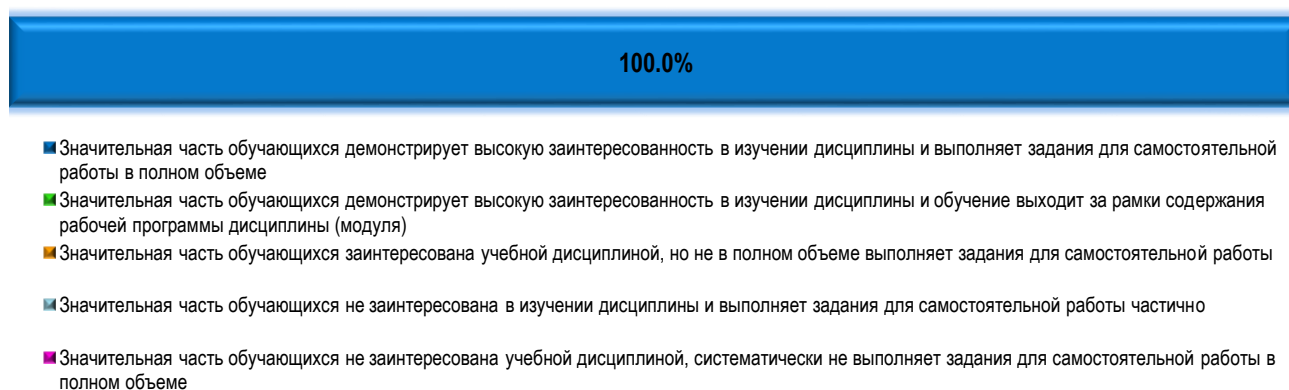 100.0%
Значительная часть обучающихся демонстрирует высокую заинтересованность в изучении дисциплины и выполняет задания для самостоятельной
работы в полном объеме
Значительная часть обучающихся демонстрирует высокую заинтересованность в изучении дисциплины и обучение выходит за рамки содержания
рабочей программы дисциплины (модуля)
Значительная часть обучающихся заинтересована учебной дисциплиной, но не в полном объеме выполняет задания для самостоятельной работы
Значительная часть обучающихся не заинтересована в изучении дисциплины и выполняет задания для самостоятельной работы частично
Значительная часть обучающихся не заинтересована учебной дисциплиной, систематически не выполняет задания для самостоятельной работы в
полном объеме